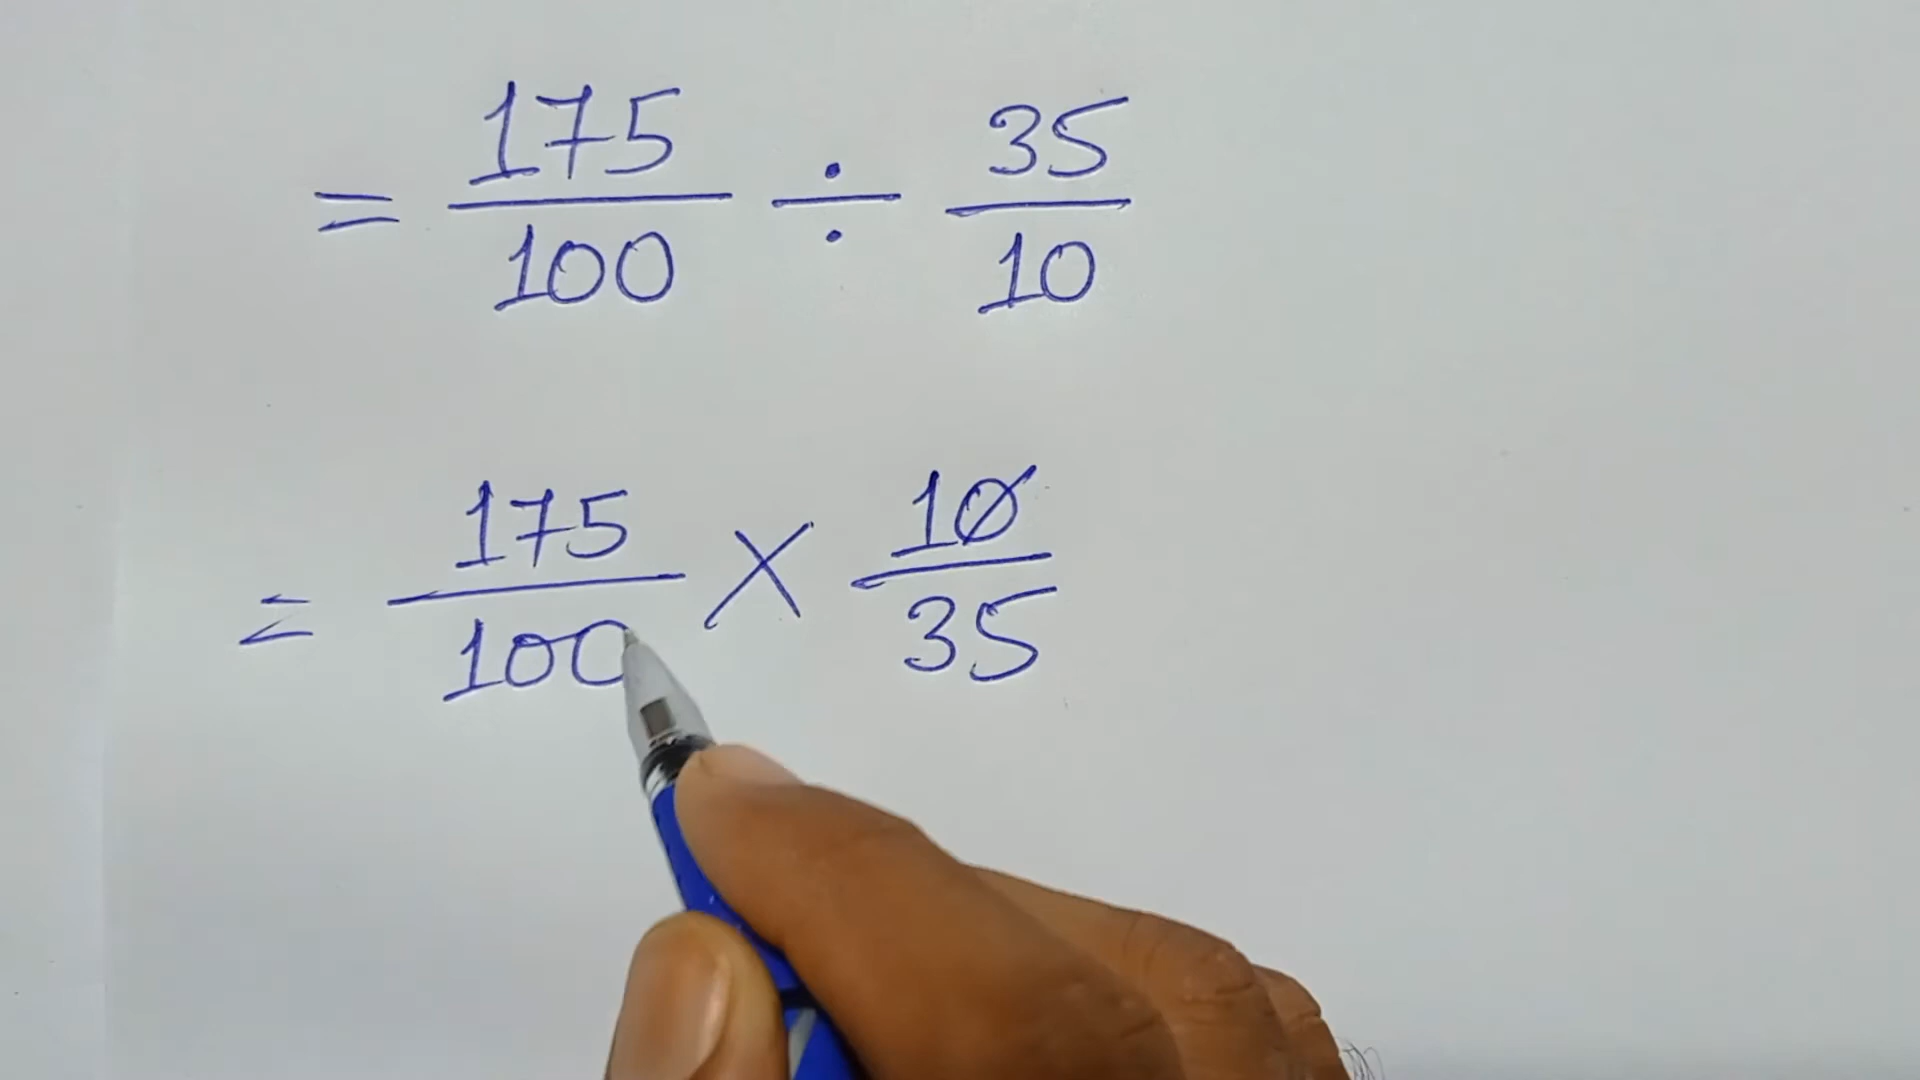 = 175/100 ÷ 35/10
= 175/100 × 10/35